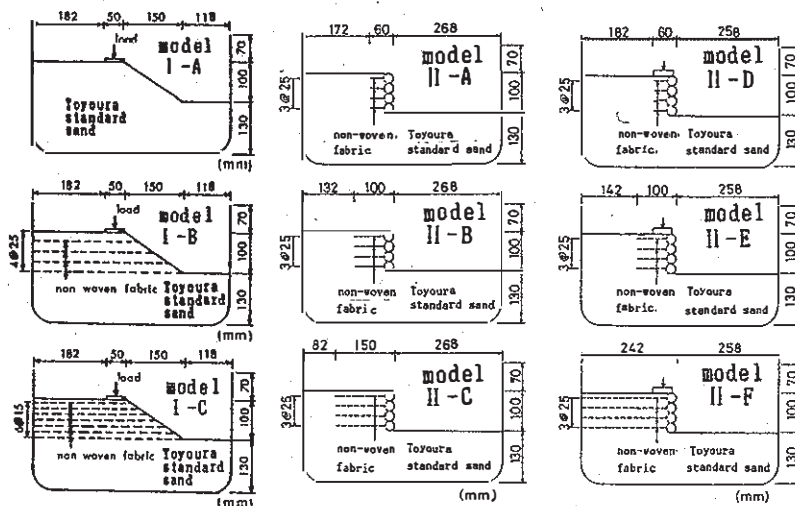 182 50 150 118
load
model
I-A
70
100
130
Toyoura
standard
sand
(mm)
172 60 268
model
II-A
3@25
70
100
130
non-woven. Toyoura
fabric. standard sand
182 60 258
model
II-D
3@25
70
100
130
non-woven Toyoura
fabric. standard sand
182 50 150 118
load
model
I-B
4@25
70
100
130
non woven fabric Toyoura
standard
sand
(mm)
132 100 268
model
II-B
3@25
70
100
130
non-woven Toyoura
fabric standard sand
142 100 258
model
II-E
3@25
70
100
130
non-woven Toyoura
fabric. standard sand
182 50 150 118
load
model
I-C
6@15
70
100
130
non woven fabric Toyoura
standard
sand
(mm)
82 150 268
model
II-C
3@25
70
100
130
non-woven Toyoura
fabric standard sand
(mm)
242 258
model
II-F
3@25
70
100
130
non-woven Toyoura
fabric standard sand
(mm)